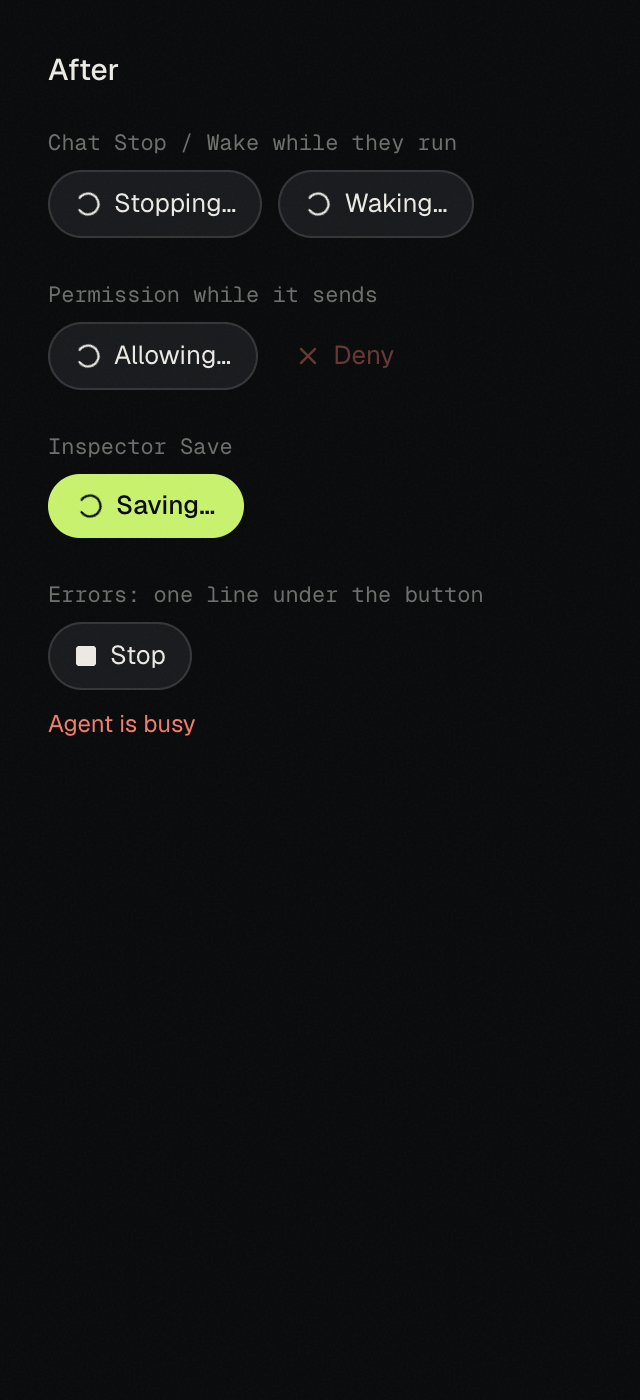 After
Chat Stop / Wake while they run
Stopping… Waking…
Permission while it sends
Allowing… Deny
Inspector Save
Saving…
Errors: one line under the button
Stop
Agent is busy